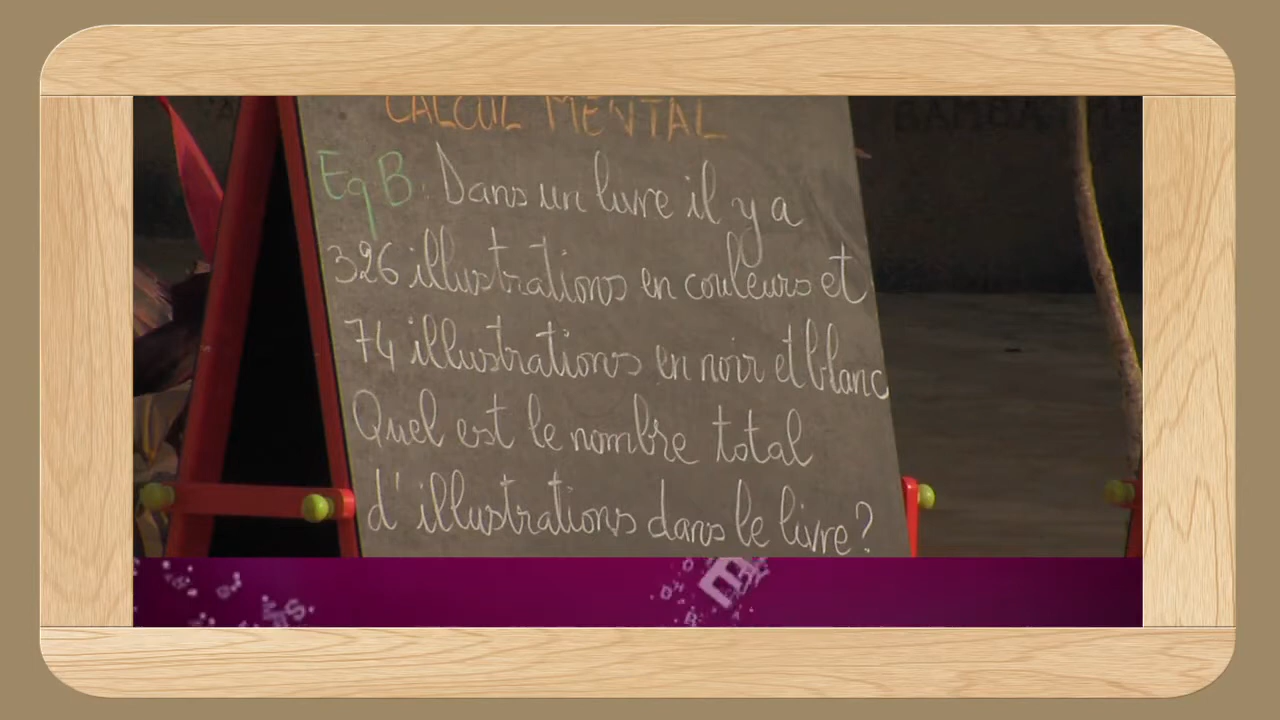 CALCUL MENTAL
Eq B : Dans un livre il y a
326 illustrations en couleurs et
74 illustrations en noir et blanc
Quel est le nombre total
d'illustrations dans le livre?